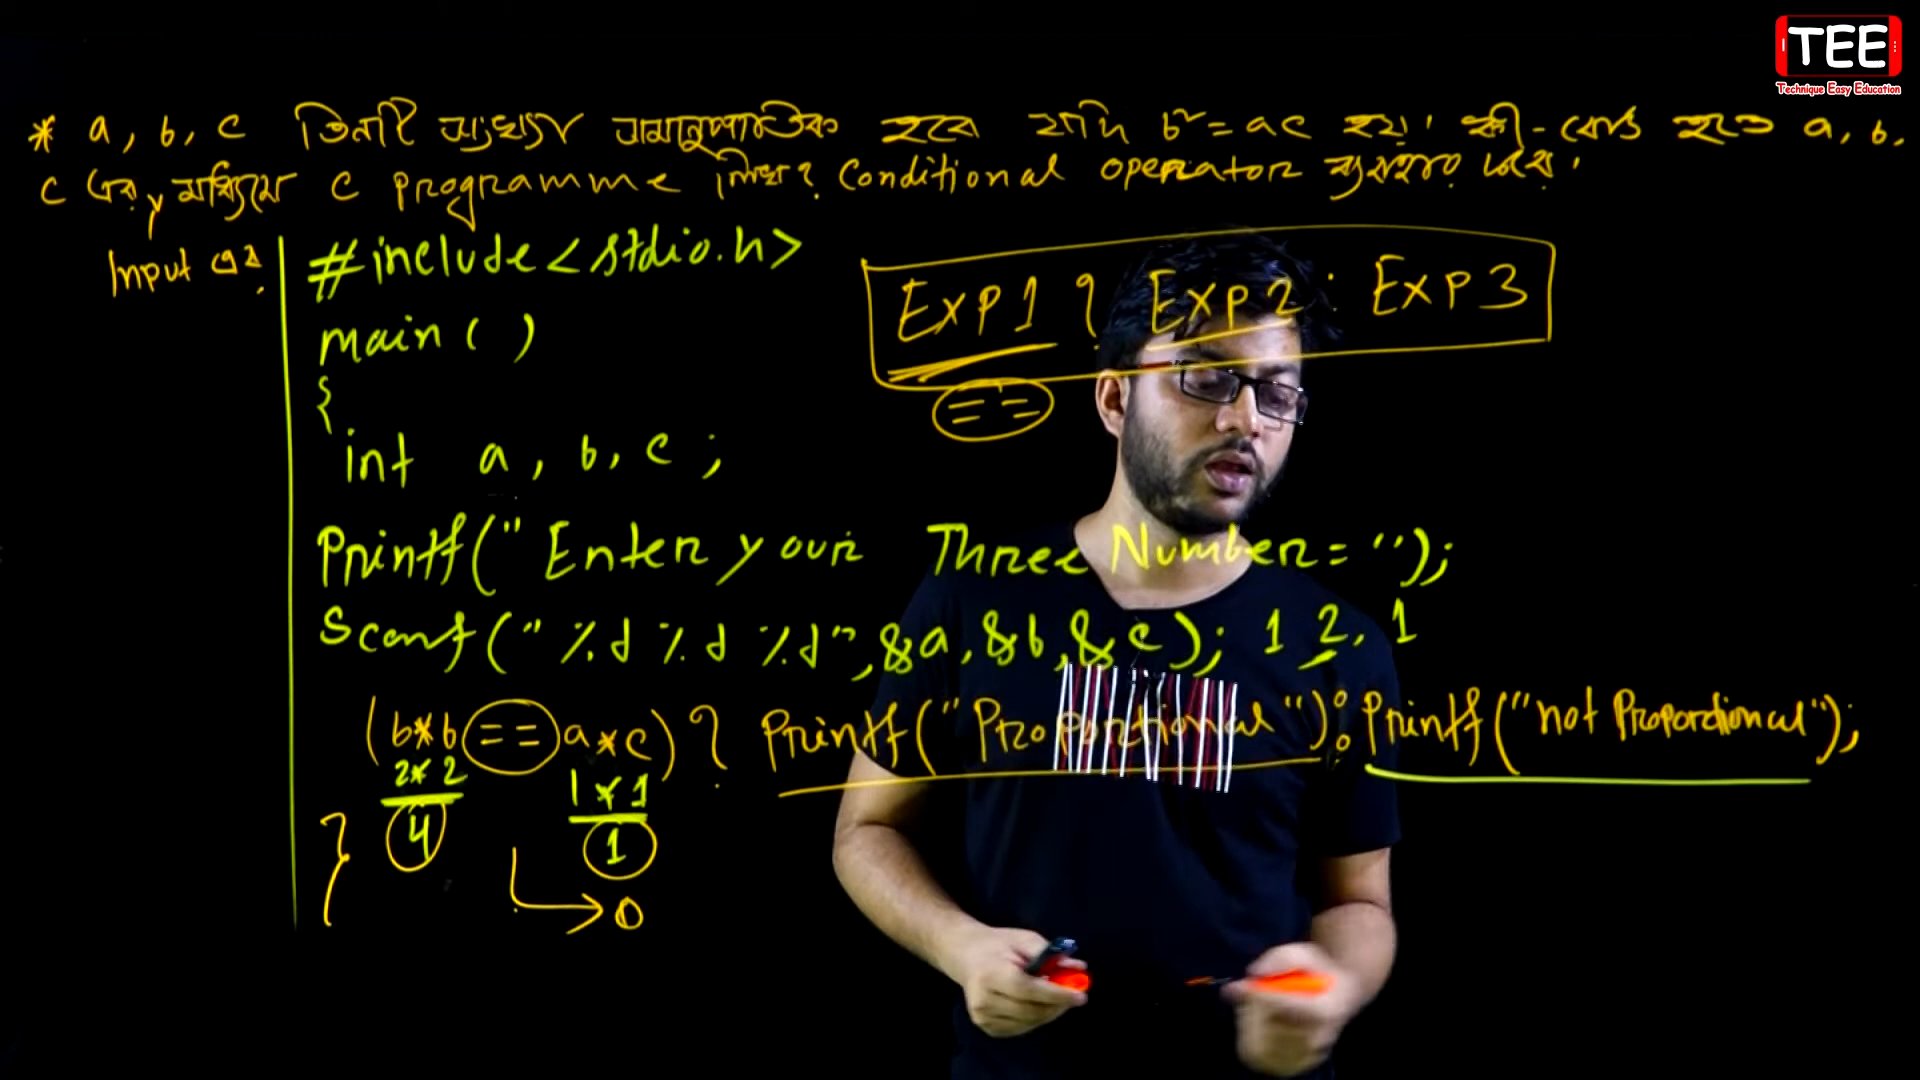 TEE
Technique Easy Education
* a, b, c তিনটি সংখ্যার সমানুপাতিক হবে যদি b² = ac হয়। কী-বোর্ড হতে a, b,
c এর মাধ্যমে C Programme লিখ? Conditional operator ব্যবহার করে।
Input এর
#include<stdio.h>
main ( )
Exp1 ? Exp2 : Exp3
{
==
int a, b, c ;
Printf(" Enter your Three Number= ");
Scanf(" %d %d %d", &a, &b, &c); 1 2, 1
(b*b == a*c) ? Printf("Proportional") : Printf("not Proportional");
2*2 1*1
} 4 1
0